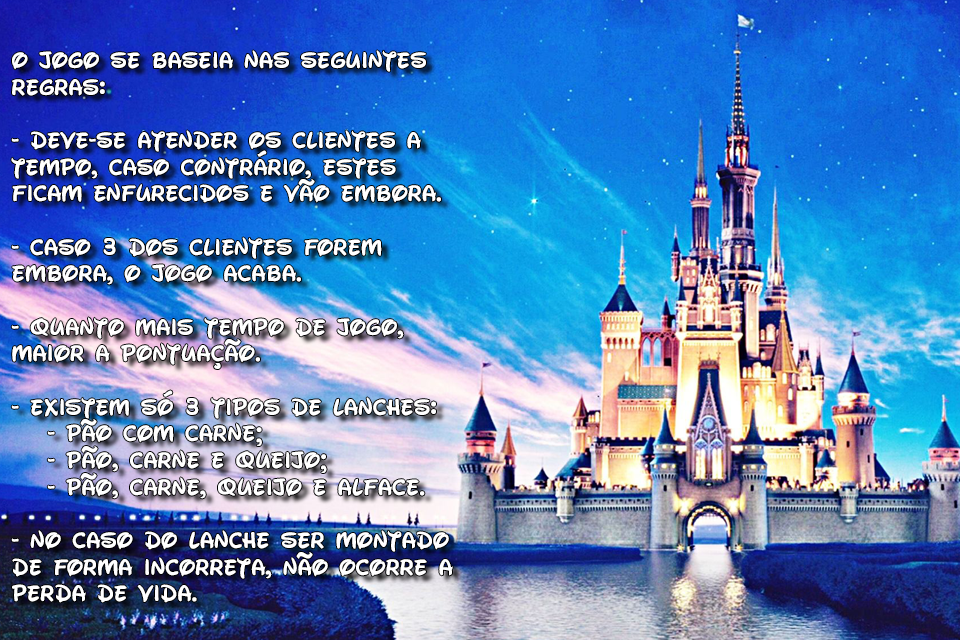 O JOGO SE BASEIA NAS SEGUINTES
REGRAS:
- DEVE-SE ATENDER OS CLIENTES A
TEMPO, CASO CONTRÁRIO, ESTES
FICAM ENFURECIDOS E VÃO EMBORA.
- CASO 3 DOS CLIENTES FOREM
EMBORA, O JOGO ACABA.
- QUANTO MAIS TEMPO DE JOGO,
MAIOR A PONTUAÇÃO.
- EXISTEM SÓ 3 TIPOS DE LANCHES:
- PÃO COM CARNE;
- PÃO, CARNE E QUEIJO;
- PÃO, CARNE, QUEIJO E ALFACE.
- NO CASO DO LANCHE SER MONTADO
DE FORMA INCORRETA, NÃO OCORRE A
PERDA DE VIDA.